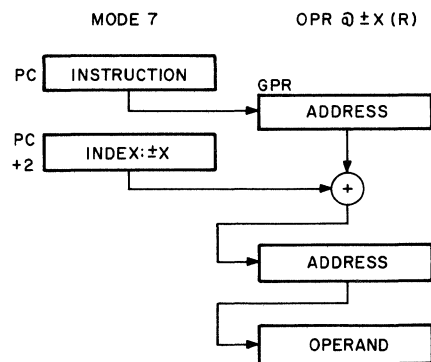 MODE 7
OPR @ ±X (R)
PC
INSTRUCTION
GPR
ADDRESS
PC
+2
INDEX: ±X
+
ADDRESS
OPERAND